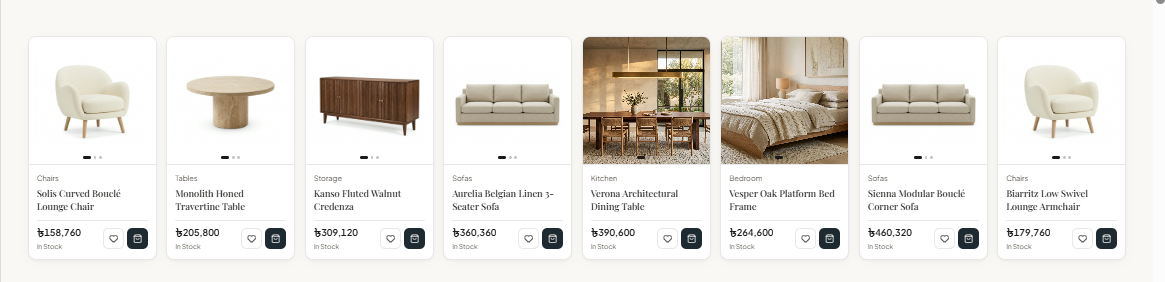 Chairs
Solis Curved Bouclé
Lounge Chair
৳158,760
In Stock
Tables
Monolith Honed
Travertine Table
৳205,800
In Stock
Storage
Kanso Fluted Walnut
Credenza
৳309,120
In Stock
Sofas
Aurelia Belgian Linen 3-
Seater Sofa
৳360,360
In Stock
Kitchen
Verona Architectural
Dining Table
৳390,600
In Stock
Bedroom
Vesper Oak Platform Bed
Frame
৳264,600
In Stock
Sofas
Sienna Modular Bouclé
Corner Sofa
৳460,320
In Stock
Chairs
Biarritz Low Swivel
Lounge Armchair
৳179,760
In Stock